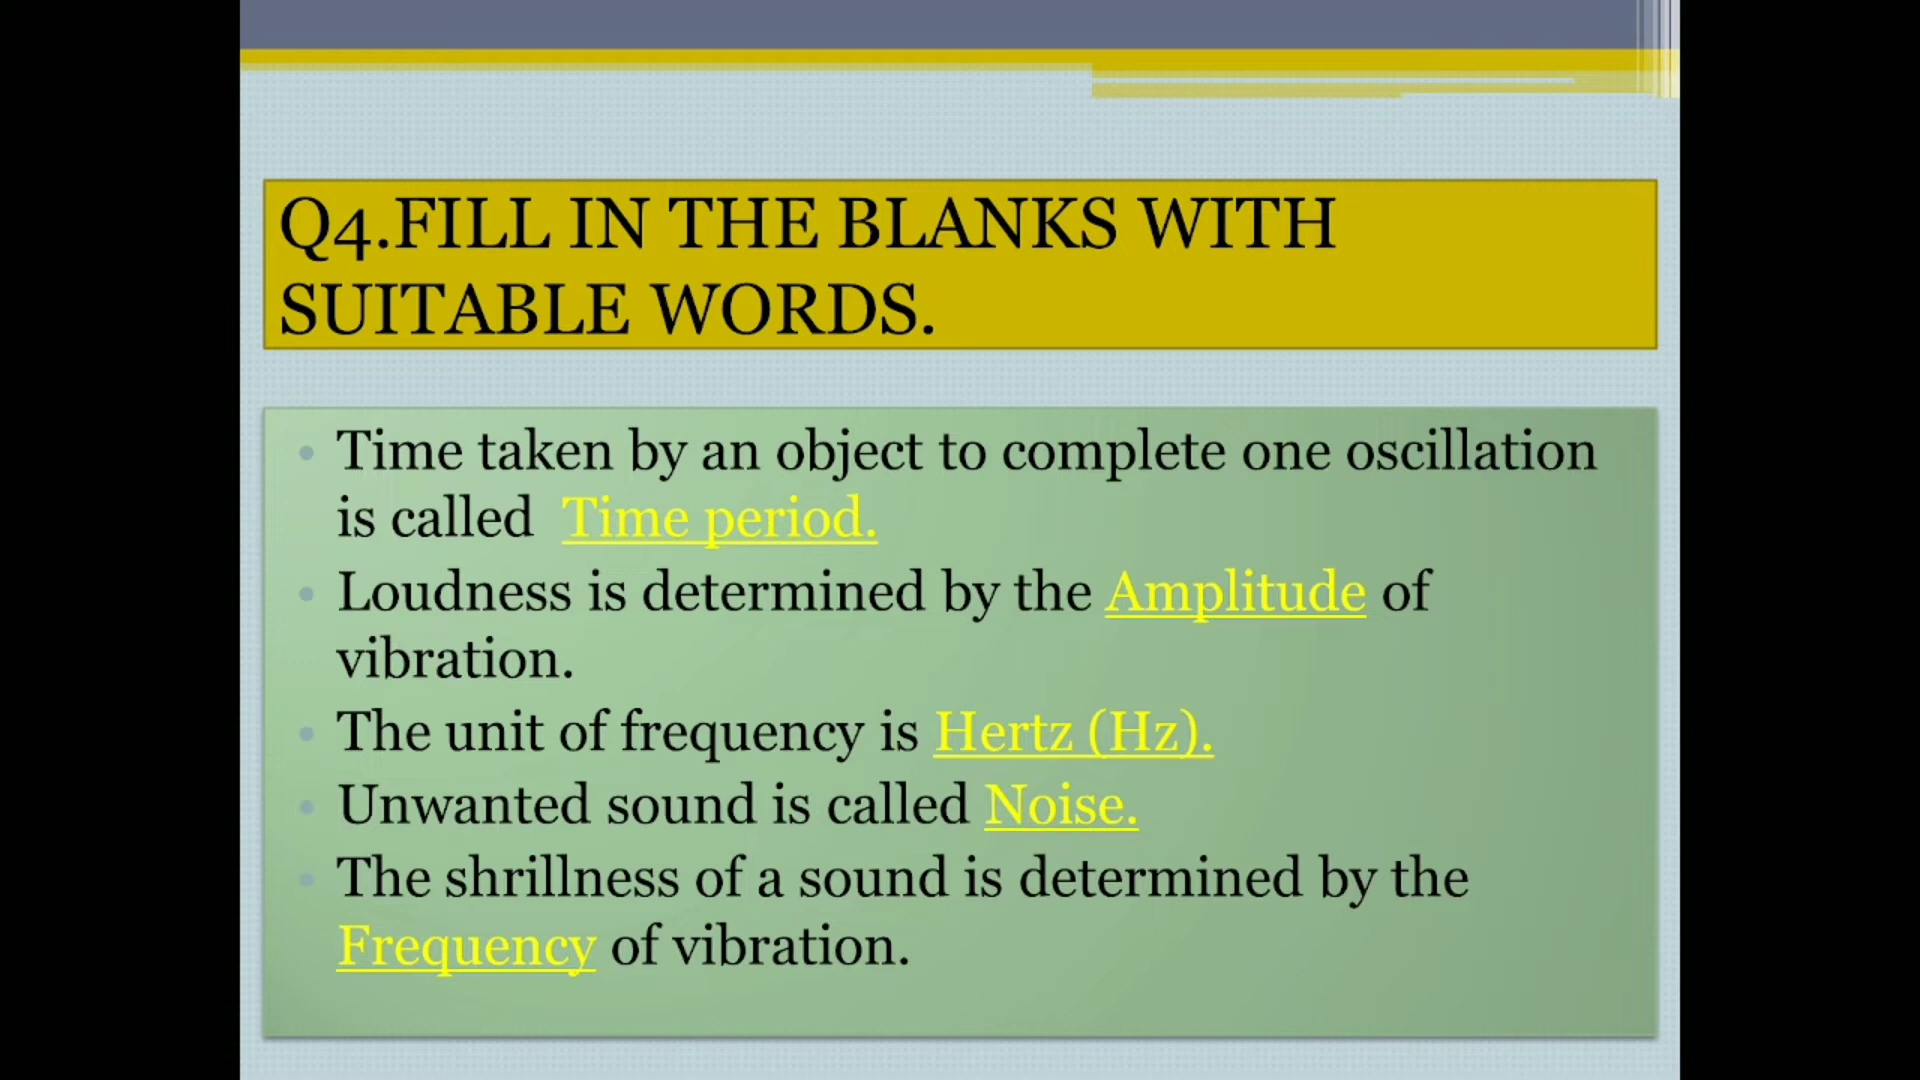 Q4.FILL IN THE BLANKS WITH
SUITABLE WORDS.
• Time taken by an object to complete one oscillation
is called Time period.
• Loudness is determined by the Amplitude of
vibration.
• The unit of frequency is Hertz (Hz).
• Unwanted sound is called Noise.
• The shrillness of a sound is determined by the
Frequency of vibration.